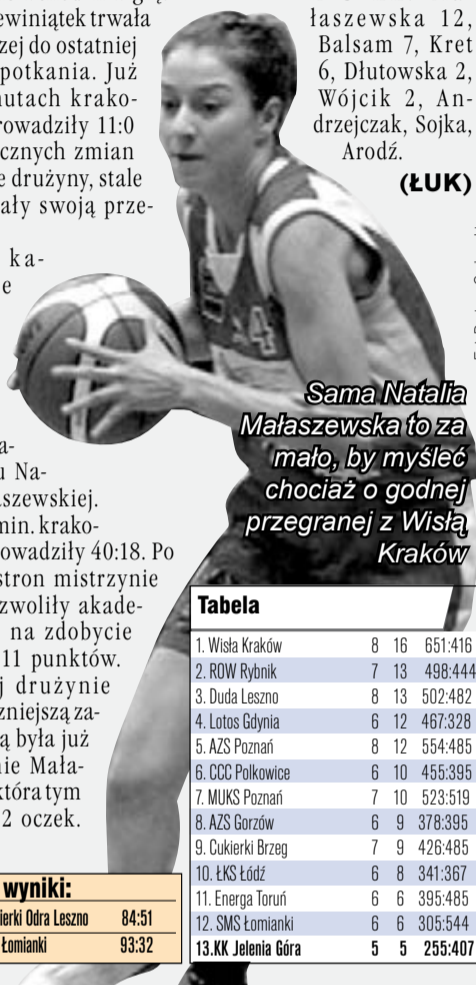 ewiniątek trwała
zej do ostatniej
potkania. Już
nutach krako-
rowadziły 11:0
cznych zmian
e drużyny, stale
ały swoją prze-
ka-
e
a-
u Na-
aszewskiej.
min. krako-
owadziły 40:18. Po
stron mistrzynie
zwoliły akade-
na zdobycie
11 punktów.
j drużynie
zniejszą za-
ą była już
nie Mała-
która tym
2 oczek.
łaszewska 12,
Balsam 7, Kret
6, Dłutowska 2,
Wójcik 2, An-
drzejczak, Sojka,
Arodź.
(ŁUK)
Sama Natalia
Małaszewska to za
mało, by myśleć
chociaż o godnej
przegranej z Wisłą
Kraków
Tabela
1. Wisła Kraków 8 16 651:416
2. ROW Rybnik 7 13 498:444
3. Duda Leszno 8 13 502:482
4. Lotos Gdynia 6 12 467:328
5. AZS Poznań 8 12 554:485
6. CCC Polkowice 6 10 455:395
7. MUKS Poznań 7 10 523:519
8. AZS Gorzów 6 9 378:395
9. Cukierki Brzeg 7 9 426:485
10. ŁKS Łódź 6 8 341:367
11. Energa Toruń 6 6 395:485
12. SMS Łomianki 6 6 305:544
13.KK Jelenia Góra 5 5 255:407
wyniki:
ierki Odra Leszno 84:51
Łomianki 93:32